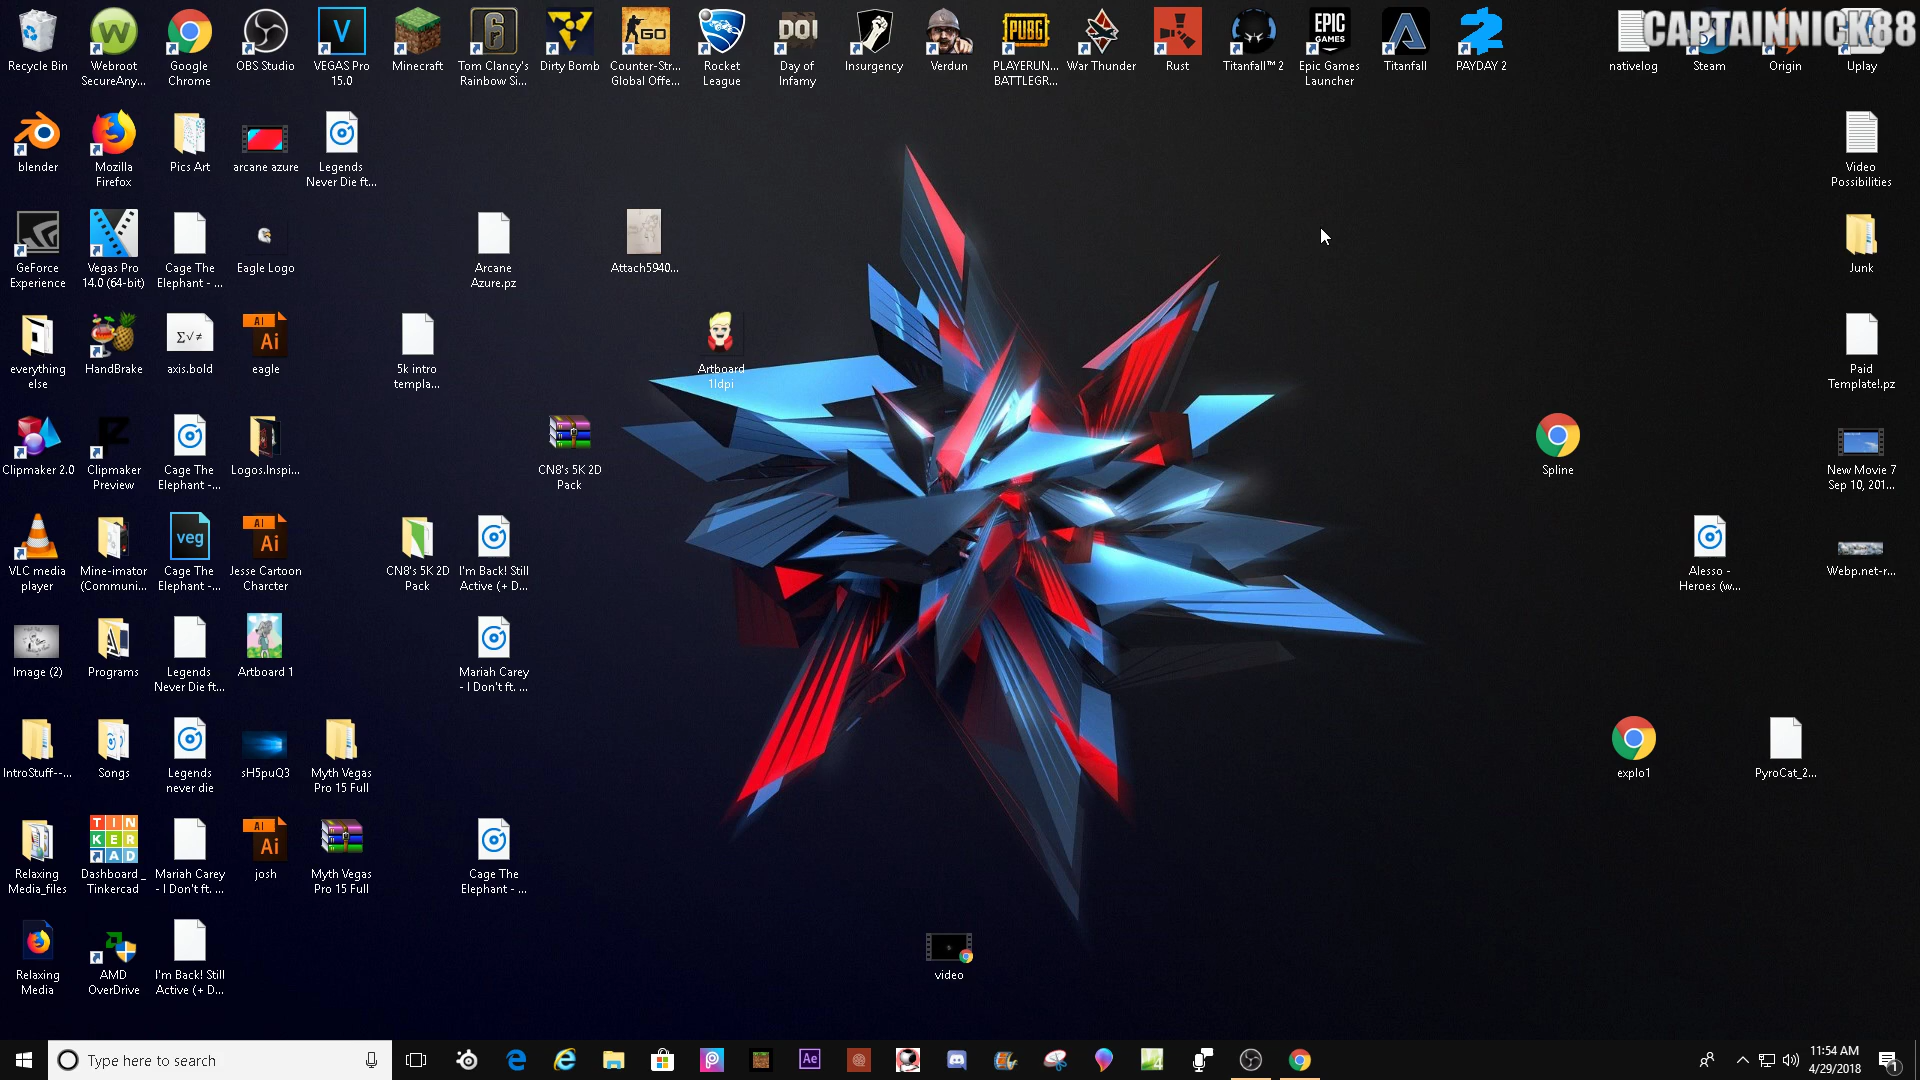 CAPTAINNICK88
Recycle Bin
Webroot
SecureAny...
Google
Chrome
OBS Studio
VEGAS Pro
15.0
Minecraft
Tom Clancy's
Rainbow Si...
Dirty Bomb
Counter-Str...
Global Offe...
Rocket
League
Day of
Infamy
Insurgency
Verdun
PLAYERUN...
BATTLEGR...
War Thunder
Rust
Titanfall™ 2
Epic Games
Launcher
Titanfall
PAYDAY 2
nativelog
Steam
Origin
Uplay
blender
Mozilla
Firefox
Pics Art
arcane azure
Legends
Never Die ft...
Video
Possibilities
GeForce
Experience
Vegas Pro
14.0 (64-bit)
Cage The
Elephant - ...
Eagle Logo
Arcane
Azure.pz
Attach5940...
Junk
everything
else
HandBrake
axis.bold
eagle
5k intro
templa...
Artboard
1ldpi
Paid
Template!.pz
Clipmaker 2.0
Clipmaker
Preview
Cage The
Elephant -...
Logos.Inspi...
CN8's 5K 2D
Pack
Spline
New Movie 7
Sep 10, 201...
VLC media
player
Mine-imator
(Communi...
Cage The
Elephant -...
Jesse Cartoon
Charcter
CN8's 5K 2D
Pack
I'm Back! Still
Active (+ D...
Alesso -
Heroes (w...
Webp.net-r...
Image (2)
Programs
Legends
Never Die ft...
Artboard 1
Mariah Carey
- I Don't ft. ...
IntroStuff--...
Songs
Legends
never die
sH5puQ3
Myth Vegas
Pro 15 Full
explo1
PyroCat_2...
Relaxing
Media_files
Dashboard _
Tinkercad
Mariah Carey
- I Don't ft. ...
josh
Myth Vegas
Pro 15 Full
Cage The
Elephant - ...
Relaxing
Media
AMD
OverDrive
I'm Back! Still
Active (+ D...
video
Type here to search
11:54 AM
4/29/2018